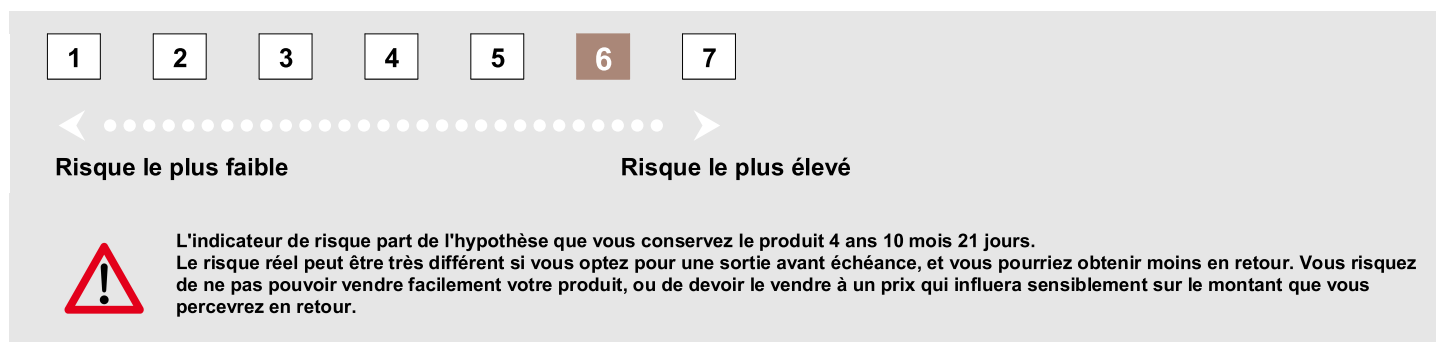 1 2 3 4 5 6 7
Risque le plus faible Risque le plus élevé
L'indicateur de risque part de l'hypothèse que vous conservez le produit 4 ans 10 mois 21 jours.
Le risque réel peut être très différent si vous optez pour une sortie avant échéance, et vous pourriez obtenir moins en retour. Vous risquez
de ne pas pouvoir vendre facilement votre produit, ou de devoir le vendre à un prix qui influera sensiblement sur le montant que vous
percevrez en retour.